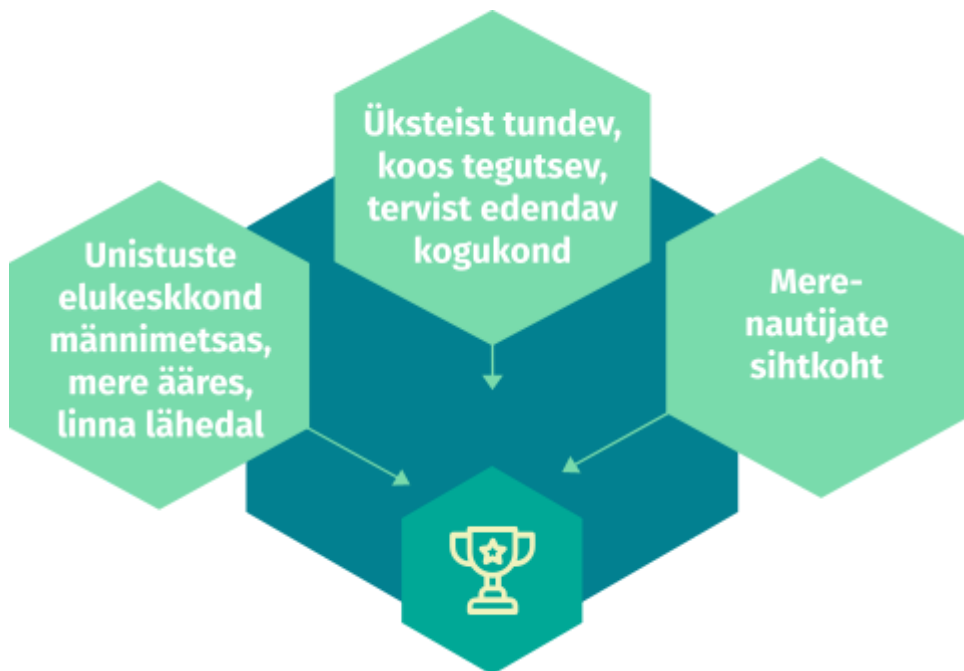 Üksteist tundev,
koos tegutsev,
tervist edendav
kogukond
Unistuste
elukeskkond
männimetsas,
mere ääres,
linna lähedal
Mere-
nautijate
sihtkoht